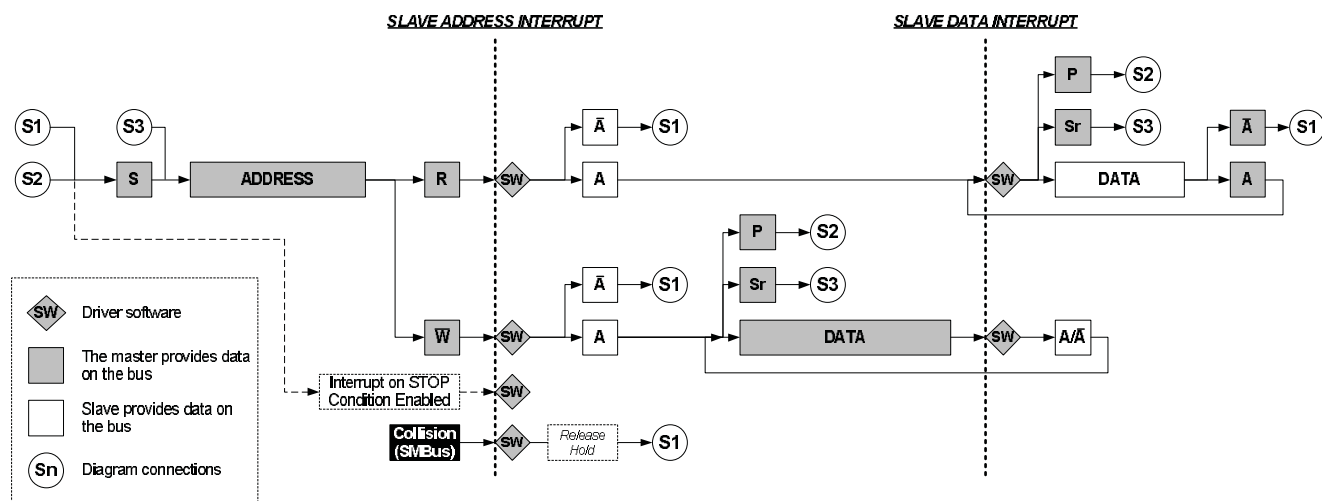 SLAVE ADDRESS INTERRUPT
SLAVE DATA INTERRUPT
P
S2
S1
S3
A̅
S1
Sr
S3
A̅
S1
S2
S
ADDRESS
R
SW
A
SW
DATA
A
P
S2
A̅
S1
Sr
S3
W̅
SW
A
DATA
SW
A/A̅
Interrupt on STOP
Condition Enabled
SW
Collision
(SMBus)
SW
Release
Hold
S1
SW
Driver software
The master provides data
on the bus
Slave provides data on
the bus
Sn
Diagram connections